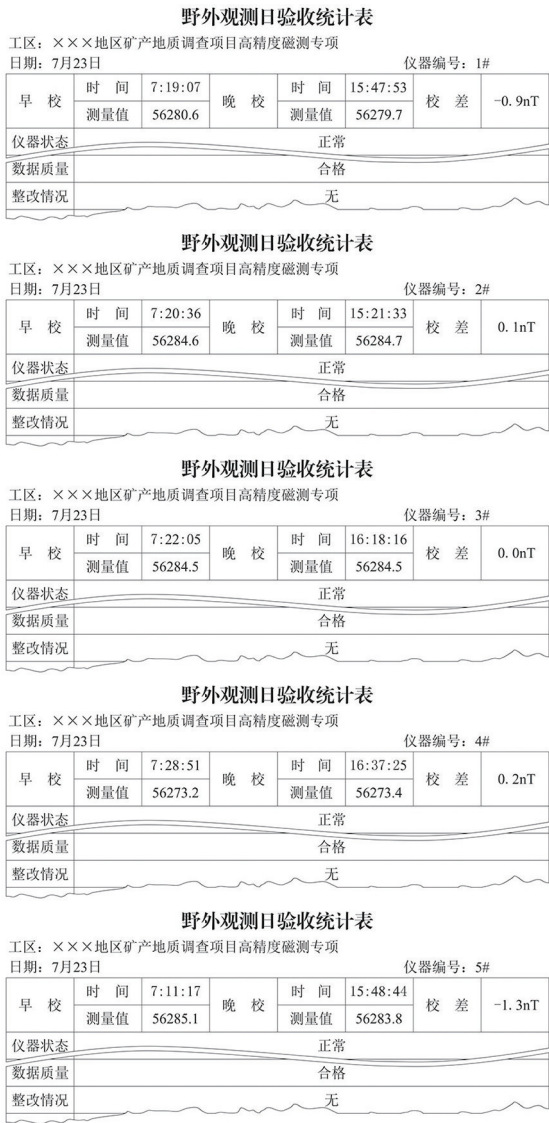 野外观测日验收统计表
工区：×××地区矿产地质调查项目高精度磁测专项
日期：7月23日 仪器编号：1#
早 校 时 间 7:19:07 晚 校 时 间 15:47:53 校 差 -0.9nT
测量值 56280.6 测量值 56279.7
仪器状态 正常
数据质量 合格
整改情况 无
野外观测日验收统计表
工区：×××地区矿产地质调查项目高精度磁测专项
日期：7月23日 仪器编号：2#
早 校 时 间 7:20:36 晚 校 时 间 15:21:33 校 差 0.1nT
测量值 56284.6 测量值 56284.7
仪器状态 正常
数据质量 合格
整改情况 无
野外观测日验收统计表
工区：×××地区矿产地质调查项目高精度磁测专项
日期：7月23日 仪器编号：3#
早 校 时 间 7:22:05 晚 校 时 间 16:18:16 校 差 0.0nT
测量值 56284.5 测量值 56284.5
仪器状态 正常
数据质量 合格
整改情况 无
野外观测日验收统计表
工区：×××地区矿产地质调查项目高精度磁测专项
日期：7月23日 仪器编号：4#
早 校 时 间 7:28:51 晚 校 时 间 16:37:25 校 差 0.2nT
测量值 56273.2 测量值 56273.4
仪器状态 正常
数据质量 合格
整改情况 无
野外观测日验收统计表
工区：×××地区矿产地质调查项目高精度磁测专项
日期：7月23日 仪器编号：5#
早 校 时 间 7:11:17 晚 校 时 间 15:48:44 校 差 -1.3nT
测量值 56285.1 测量值 56283.8
仪器状态 正常
数据质量 合格
整改情况 无